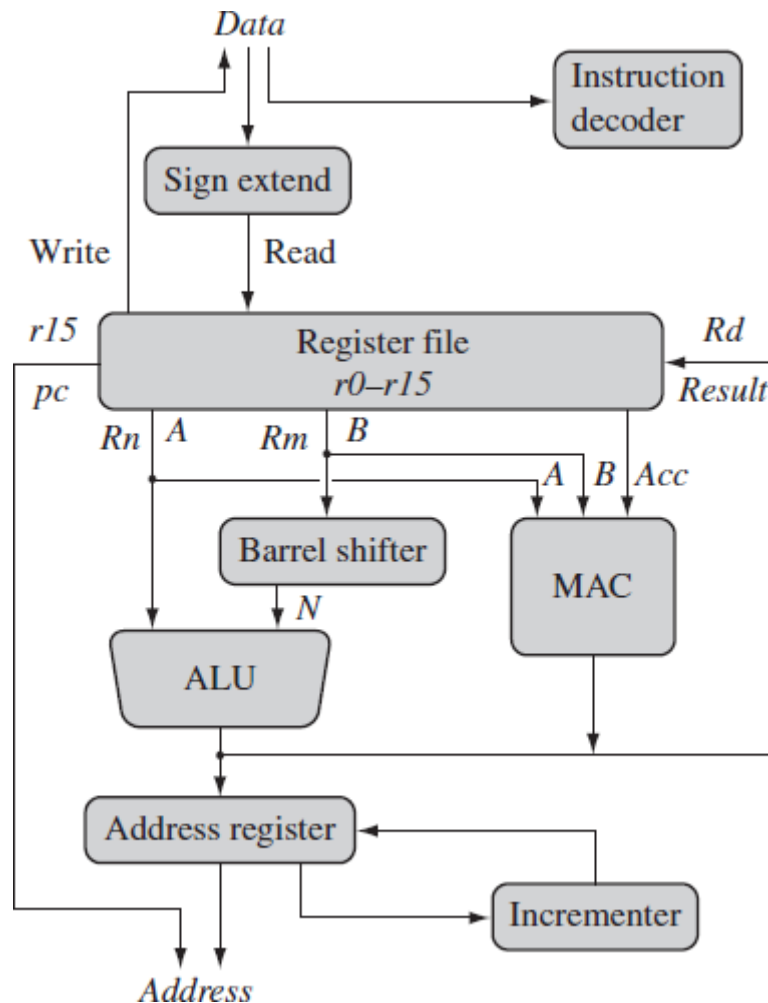 Data
Instruction
decoder
Sign extend
Write
Read
r15
Register file
Rd
pc
r0–r15
Result
Rn A
Rm B
A B Acc
Barrel shifter
MAC
N
ALU
Address register
Incrementer
Address